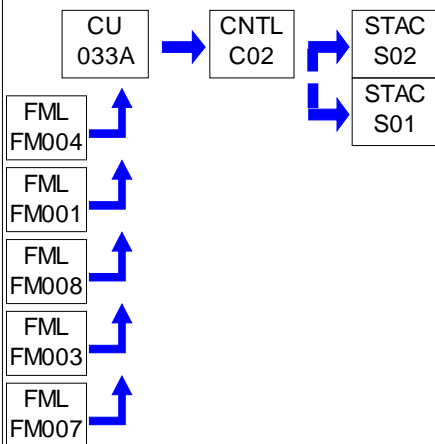 CU
033A
CNTL
C02
STAC
S02
STAC
S01
FML
FM004
FML
FM001
FML
FM008
FML
FM003
FML
FM007